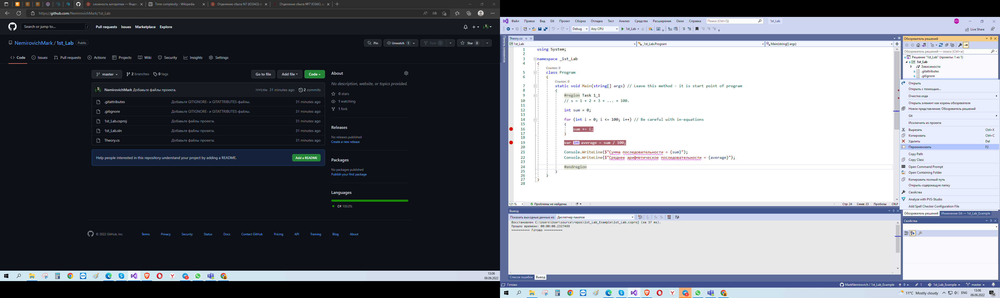 сложность алгоритма — Яндек
Time complexity - Wikipedia
Отделение сбыта N7 (ЮЗАО) ф
Отделение сбыта №7 ЮЗАО, а
https://github.com/NemirovichMark/1st_Lab
Search or jump to...
/
Pull requests
Issues
Marketplace
Explore
NemirovichMark / 1st_Lab
Public
Pin
Unwatch 1
Fork 1
Star 0
Code
Issues
Pull requests
Actions
Projects
Wiki
Security
Insights
Settings
master
2 branches
0 tags
Go to file
Add file
Code
NemirovichMark Добавьте файлы проекта.
7ff539e 31 minutes ago
2 commits
.gitattributes Добавьте GITIGNORE- и GITATTRIBUTES-файлы. 31 minutes ago
.gitignore Добавьте GITIGNORE- и GITATTRIBUTES-файлы. 31 minutes ago
1st_Lab.csproj Добавьте файлы проекта. 31 minutes ago
1st_Lab.sln Добавьте файлы проекта. 31 minutes ago
Theory.cs Добавьте файлы проекта. 31 minutes ago
Help people interested in this repository understand your project by adding a README.
Add a README
About
No description, website, or topics provided.
0 stars
1 watching
1 fork
Releases
No releases published
Create a new release
Packages
No packages published
Publish your first package
Languages
C# 100.0%
© 2022 GitHub, Inc.
Terms
Privacy
Security
Status
Docs
Contact GitHub
Pricing
API
Training
Blog
About
13:06
09.09.2022
Файл Правка Вид Git Проект Сборка Отладка Тест Анализ Средства Расширения Окно Справка
Поиск (Ctrl+Q)
1st_Lab
МН
Debug
Any CPU
1st_Lab
Live Share
Панель элементов
Theory.cs
1st_Lab
_1st_Lab.Program
Main(string[] args)
1 using System;
2
3 namespace _1st_Lab
4 {
Ссылок: 0
5 class Program
6 {
Ссылок: 0
7 static void Main(string[] args) // Leave this method - it is start point of program
8 {
9 #region Task 1_1
10 // s = 1 + 2 + 3 + ... + 100.
11
12 int sum = 0;
13
14 for (int i = 0; i <= 100; i++) // Be careful with in-equations
15 {
16 sum += i;
17 }
18
19 var int average = sum / 100;
20
21 Console.WriteLine($"Сумма последовательности = {sum}");
22 Console.WriteLine($"Среднее арифметическое последовательности = {average}");
23
24 #endregion
25 }
26 }
27 }
28
121 %
Проблемы не найдены.
Стр: 24 Симв: 23 Пробелы CRLF
Вывод
Показать выходные данные из: Диспетчер пакетов
Восстановлен C:\Users\User\source\repos\1st_Lab_Example\1st_Lab.csproj (за 37 ms).
Прошло времени: 00:00:00.2327499
========== Готово ==========
Список ошибок
Вывод
Обозреватель решений
Обозреватель решений — поиск (Ctrl+ж)
Решение "1st_Lab" (проекты: 1 из 1)
1st_Lab
Зависимости
.gitattributes
.gitignore
Открыть
Открыть с помощью...
Очистка кода
Открыть элемент как корень обозревателя
Новое представление: Обозреватель решений
Git
Исключить из проекта
Вырезать Ctrl+X
Копировать Ctrl+C
Удалить Del
Переименовать F2
Copy Path
Copy Class
Open Command Prompt
Open Containing Folder
Копировать полный путь
Открыть содержащую папку
Свойства
Analyze with PVS-Studio
Add Spell Checker Configuration File
Обозреватель решений
Изменения Git — 1st_Lab_Example
Свойства
Готово
MarkNemirovich / 1st_Lab_Example
0
1
1st_Lab_Example
master
11°C Mostly cloudy
ENG
13:06
09.09.2022
14